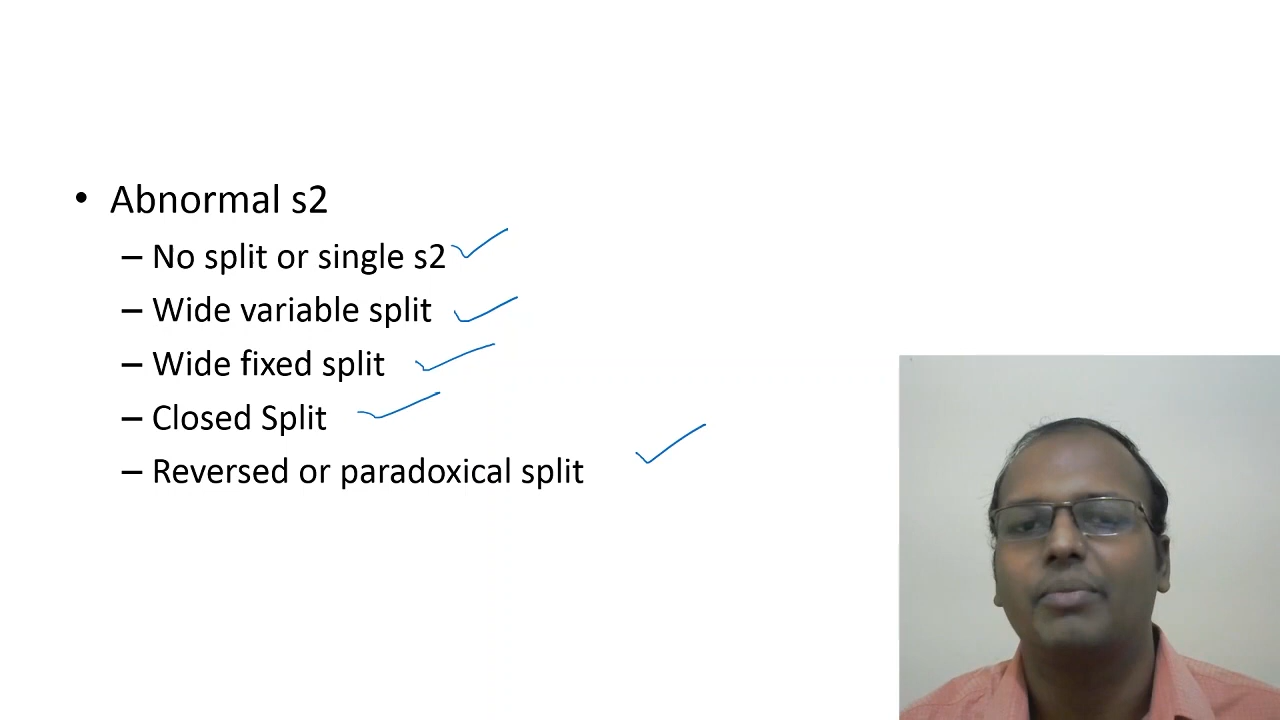 • Abnormal s2
– No split or single s2
– Wide variable split
– Wide fixed split
– Closed Split
– Reversed or paradoxical split